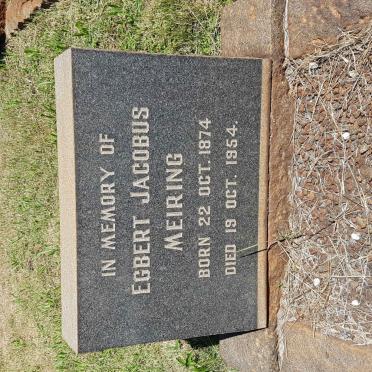 IN MEMORY OF
EGBERT JACOBUS
MEIRING
BORN 22 OCT. 1874
DIED 19 OCT. 1954.